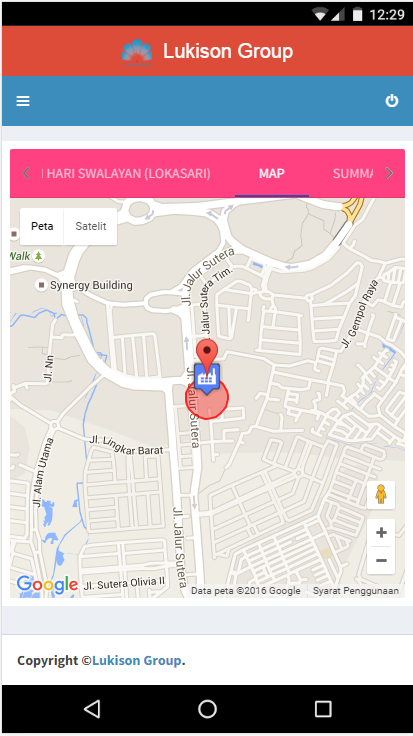 12:29
Lukison Group
HARI SWALAYAN (LOKASARI)
MAP
SUMMA
Peta
Satelit
Walk
Synergy Building
Jl. Jalur Sutera
Jalur Sutera Tim.
Jl. Gempol Raya
Jl. Nn
Jl. Jalur Sutera
Jl. Lingkar Barat
Jl. Alam Utama
Jl. Jalur Sutera
Jl. Sutera Olivia II
Google
Data peta ©2016 Google
Syarat Penggunaan
Copyright ©Lukison Group.